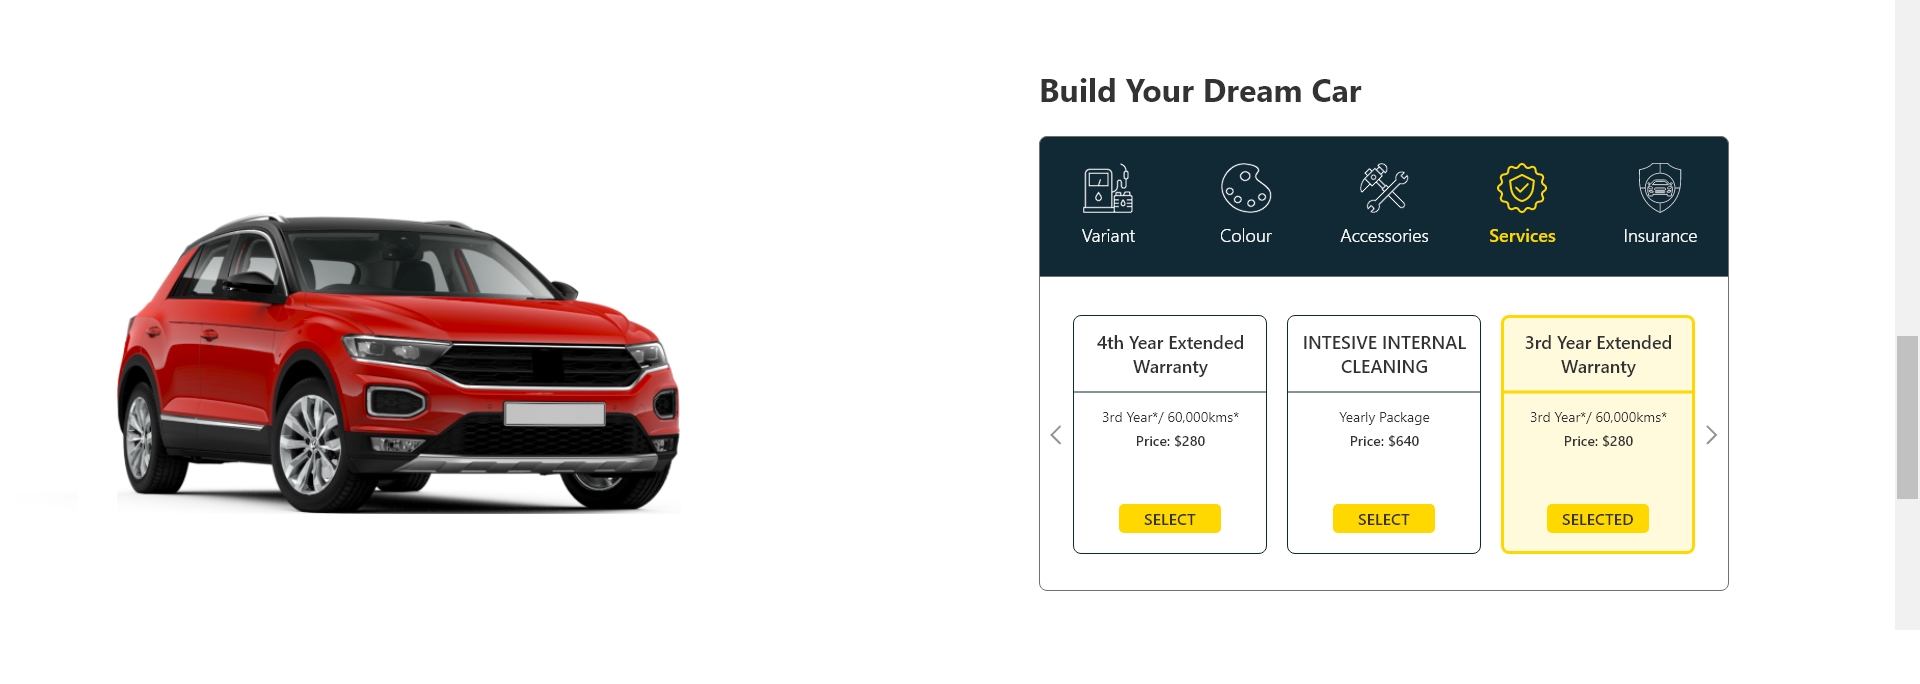 Build Your Dream Car
Variant
Colour
Accessories
Services
Insurance
4th Year Extended
Warranty
3rd Year*/ 60,000kms*
Price: $280
SELECT
INTESIVE INTERNAL
CLEANING
Yearly Package
Price: $640
SELECT
3rd Year Extended
Warranty
3rd Year*/ 60,000kms*
Price: $280
SELECTED